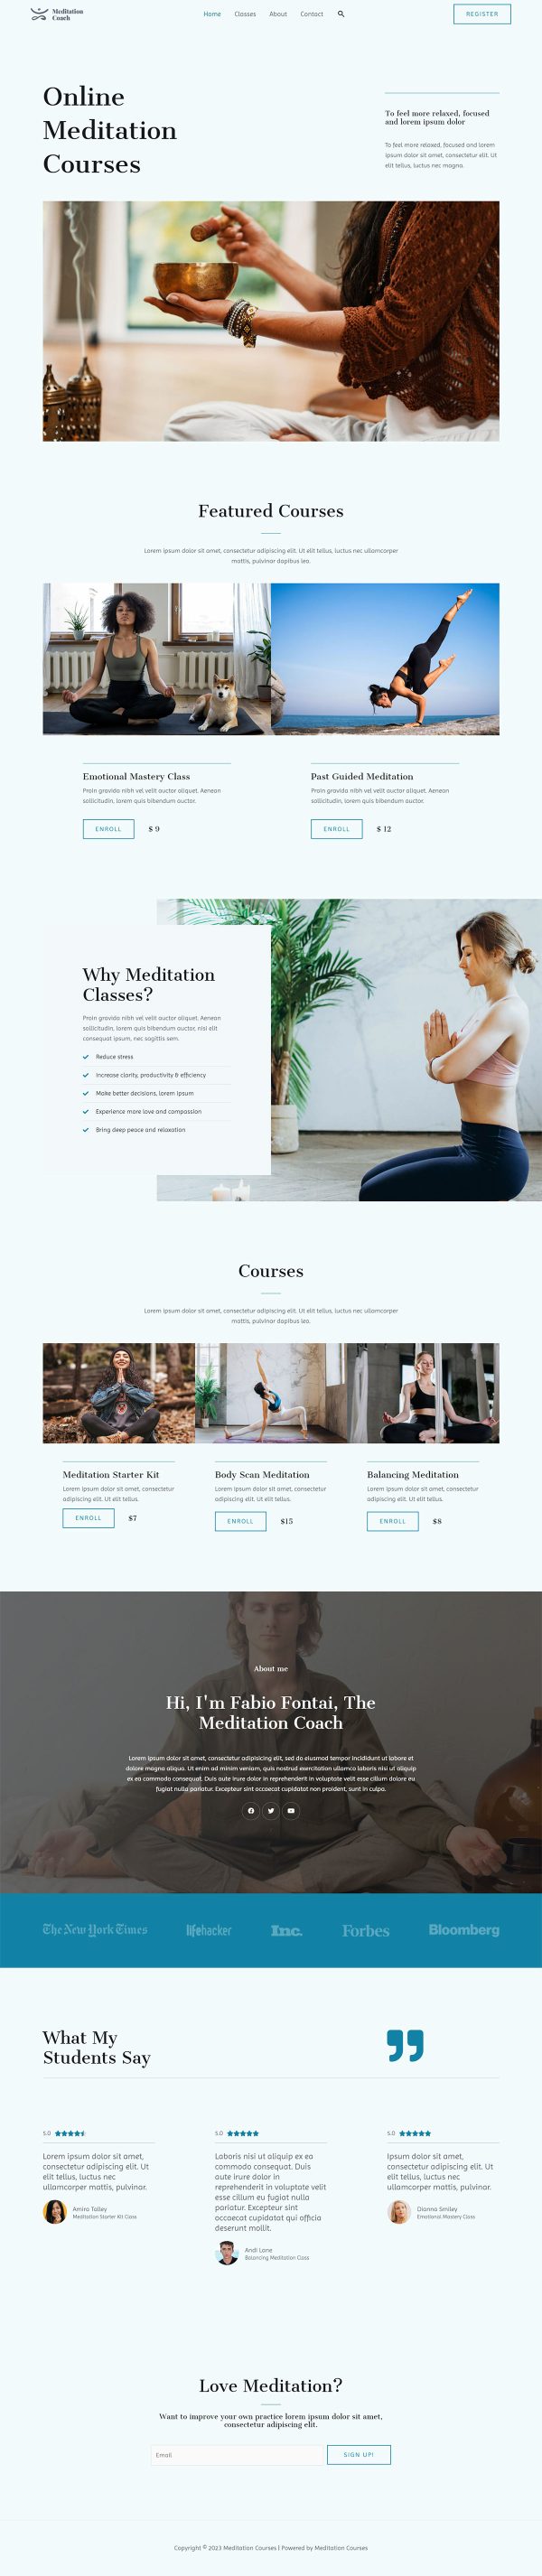 Meditation
Coach
Home Classes About Contact
REGISTER
Online
Meditation
Courses
To feel more relaxed, focused
and lorem ipsum dolor
To feel more relaxed, focused and lorem
ipsum dolor sit amet, consectetur elit. Ut
elit tellus, luctus nec magna.
Featured Courses
Lorem ipsum dolor sit amet, consectetur adipiscing elit. Ut elit tellus, luctus nec ullamcorper
mattis, pulvinar dapibus leo.
Emotional Mastery Class
Proin gravida nibh vel velit auctor aliquet. Aenean
sollicitudin, lorem quis bibendum auctor.
ENROLL $ 9
Past Guided Meditation
Proin gravida nibh vel velit auctor aliquet. Aenean
sollicitudin, lorem quis bibendum auctor.
ENROLL $ 12
Why Meditation
Classes?
Proin gravida nibh vel velit auctor aliquet. Aenean
sollicitudin, lorem quis bibendum auctor, nisi elit
consequat ipsum, nec sagittis sem.
Reduce stress
Increase clarity, productivity & efficiency
Make better decisions, lorem ipsum
Experience more love and compassion
Bring deep peace and relaxation
Courses
Lorem ipsum dolor sit amet, consectetur adipiscing elit. Ut elit tellus, luctus nec ullamcorper
mattis, pulvinar dapibus leo.
Meditation Starter Kit
Lorem ipsum dolor sit amet, consectetur
adipiscing elit. Ut elit tellus.
ENROLL $7
Body Scan Meditation
Lorem ipsum dolor sit amet, consectetur
adipiscing elit. Ut elit tellus.
ENROLL $15
Balancing Meditation
Lorem ipsum dolor sit amet, consectetur
adipiscing elit. Ut elit tellus.
ENROLL $8
About me
Hi, I'm Fabio Fontai, The
Meditation Coach
Lorem ipsum dolor sit amet, consectetur adipisicing elit, sed do eiusmod tempor incididunt ut labore et
dolore magna aliqua. Ut enim ad minim veniam, quis nostrud exercitation ullamco laboris nisi ut aliquip
ex ea commodo consequat. Duis aute irure dolor in reprehenderit in voluptate velit esse cillum dolore eu
fugiat nulla pariatur. Excepteur sint occaecat cupidatat non proident, sunt in culpa.
The New York Times lifehacker Inc. Forbes Bloomberg
What My
Students Say
5.0
Lorem ipsum dolor sit amet,
consectetur adipiscing elit. Ut
elit tellus, luctus nec
ullamcorper mattis, pulvinar.
Amira Talley
Meditation Starter Kit Class
5.0
Laboris nisi ut aliquip ex ea
commodo consequat. Duis
aute irure dolor in
reprehenderit in voluptate velit
esse cillum eu fugiat nulla
pariatur. Excepteur sint
occaecat cupidatat qui officia
deserunt mollit.
Andi Lane
Balancing Meditation Class
5.0
Ipsum dolor sit amet,
consectetur adipiscing elit. Ut
elit tellus, luctus nec
ullamcorper mattis, pulvinar.
Dianna Smiley
Emotional Mastery Class
Love Meditation?
Want to improve your own practice lorem ipsum dolor sit amet,
consectetur adipiscing elit.
Email
SIGN UP!
Copyright © 2023 Meditation Courses | Powered by Meditation Courses